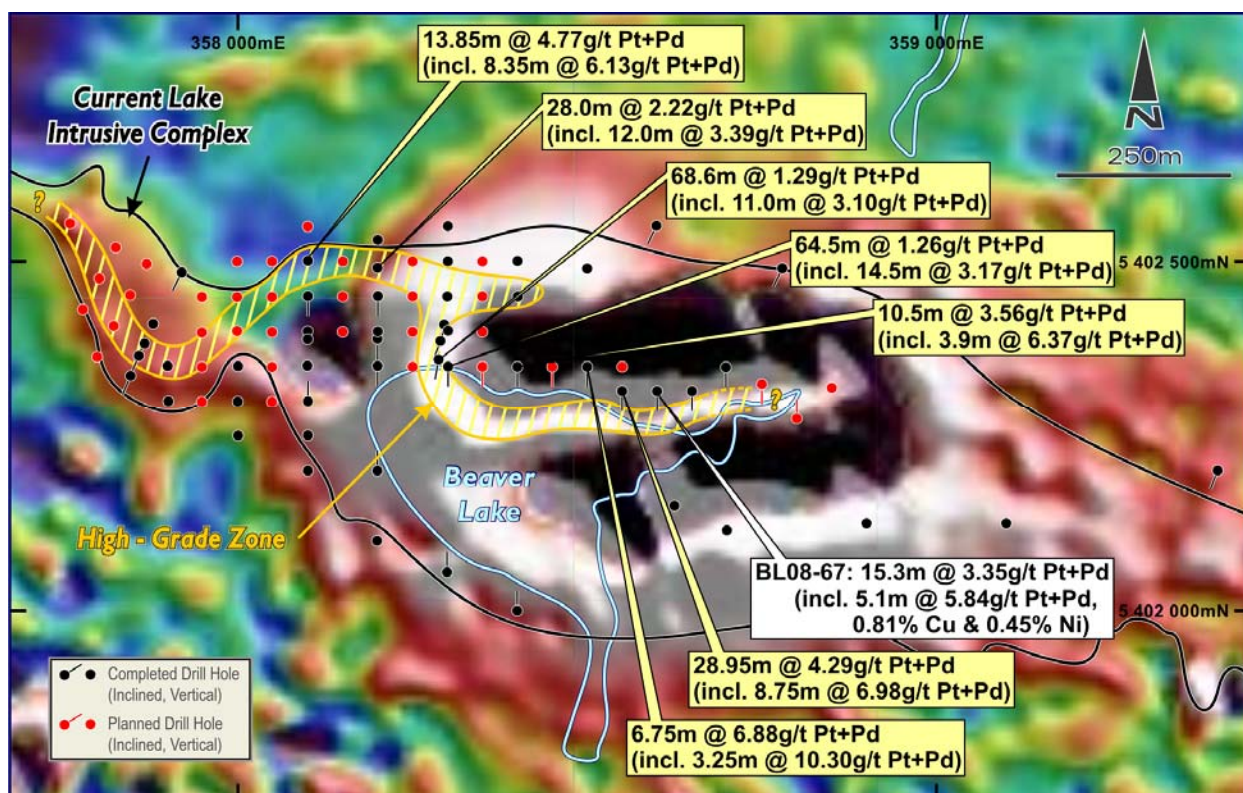 358 000mE
359 000mE
13.85m @ 4.77g/t Pt+Pd
(incl. 8.35m @ 6.13g/t Pt+Pd)
Current Lake
Intrusive Complex
28.0m @ 2.22g/t Pt+Pd
(incl. 12.0m @ 3.39g/t Pt+Pd)
N
250m
68.6m @ 1.29g/t Pt+Pd
(incl. 11.0m @ 3.10g/t Pt+Pd)
?
64.5m @ 1.26g/t Pt+Pd
(incl. 14.5m @ 3.17g/t Pt+Pd)
5 402 500mN
10.5m @ 3.56g/t Pt+Pd
(incl. 3.9m @ 6.37g/t Pt+Pd)
?
Beaver
Lake
High - Grade Zone
BL08-67: 15.3m @ 3.35g/t Pt+Pd
(incl. 5.1m @ 5.84g/t Pt+Pd,
0.81% Cu & 0.45% Ni)
5 402 000mN
28.95m @ 4.29g/t Pt+Pd
(incl. 8.75m @ 6.98g/t Pt+Pd)
6.75m @ 6.88g/t Pt+Pd
(incl. 3.25m @ 10.30g/t Pt+Pd)
Completed Drill Hole
(Inclined, Vertical)
Planned Drill Hole
(Inclined, Vertical)